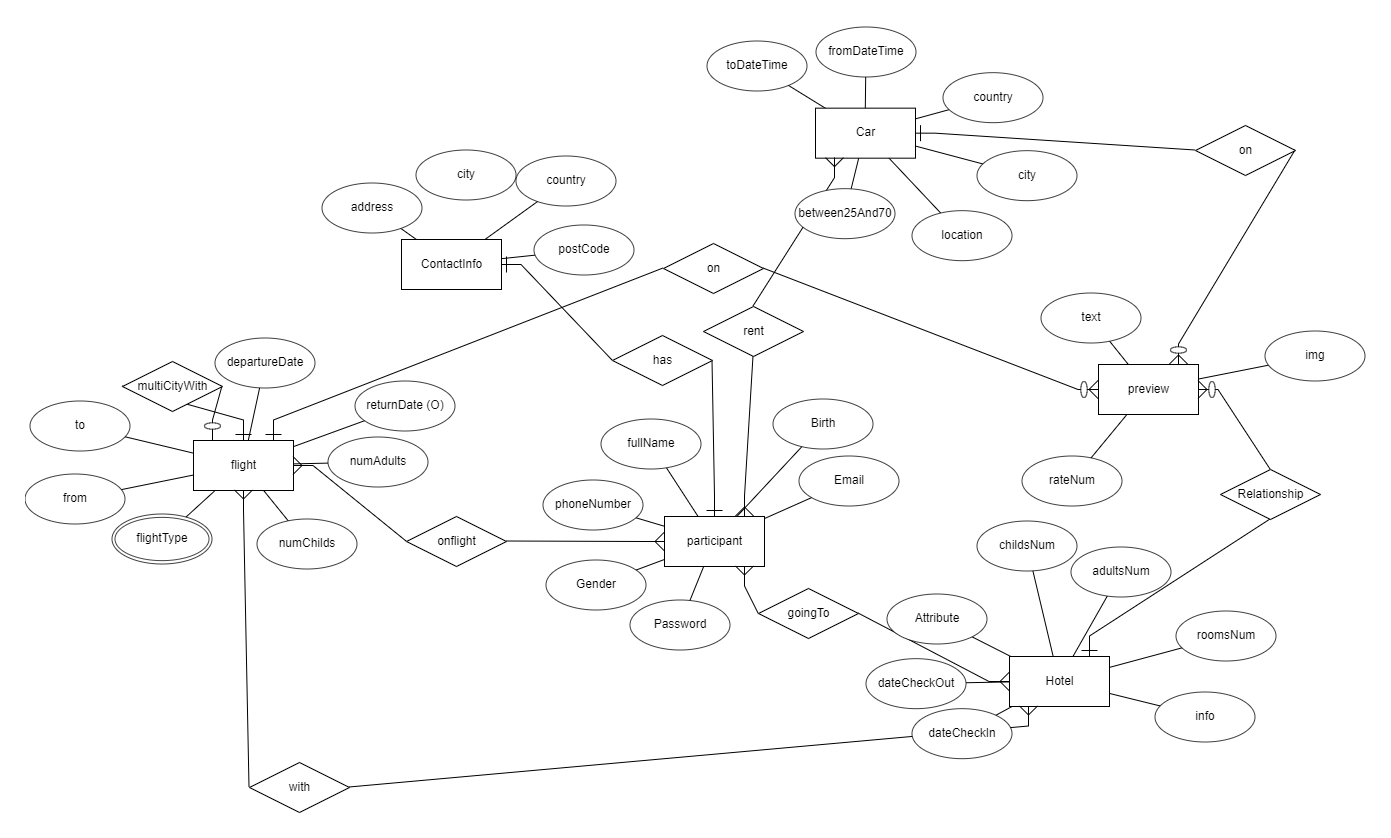 fromDateTime
toDateTime
country
Car
on
city
city
country
address
between25And70
location
postCode
ContactInfo
on
text
rent
img
has
departureDate
multiCityWith
preview
returnDate (O)
to
Birth
fullName
flight
numAdults
rateNum
Email
from
Relationship
phoneNumber
flightType
numChilds
onflight
participant
childsNum
adultsNum
Gender
goingTo
Attribute
Password
roomsNum
dateCheckOut
Hotel
info
dateCheckIn
with